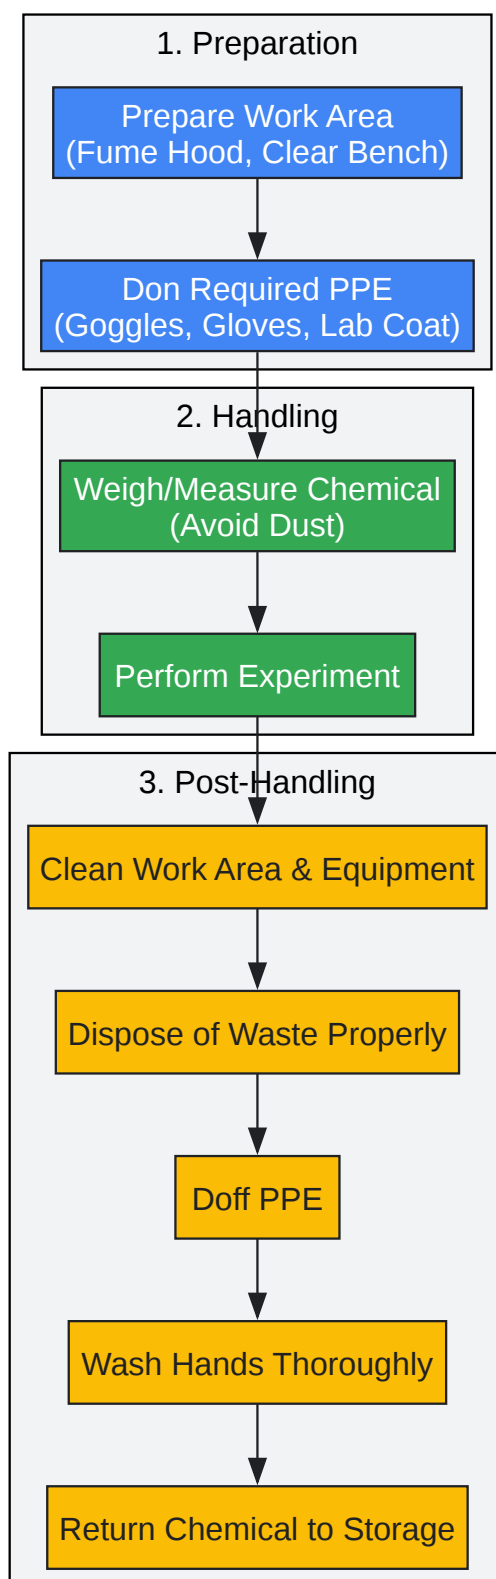 1. Preparation
Prepare Work Area
(Fume Hood, Clear Bench)
Don Required PPE
(Goggles, Gloves, Lab Coat)
2. Handling
Weigh/Measure Chemical
(Avoid Dust)
Perform Experiment
3. Post-Handling
Clean Work Area & Equipment
Dispose of Waste Properly
Doff PPE
Wash Hands Thoroughly
Return Chemical to Storage